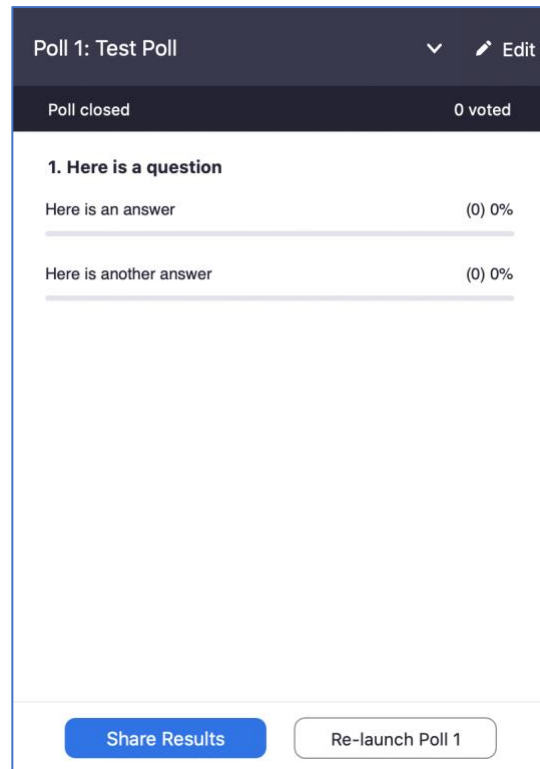 Poll 1: Test Poll Edit
Poll closed 0 voted
1. Here is a question
Here is an answer (0) 0%
Here is another answer (0) 0%
Share Results Re-launch Poll 1